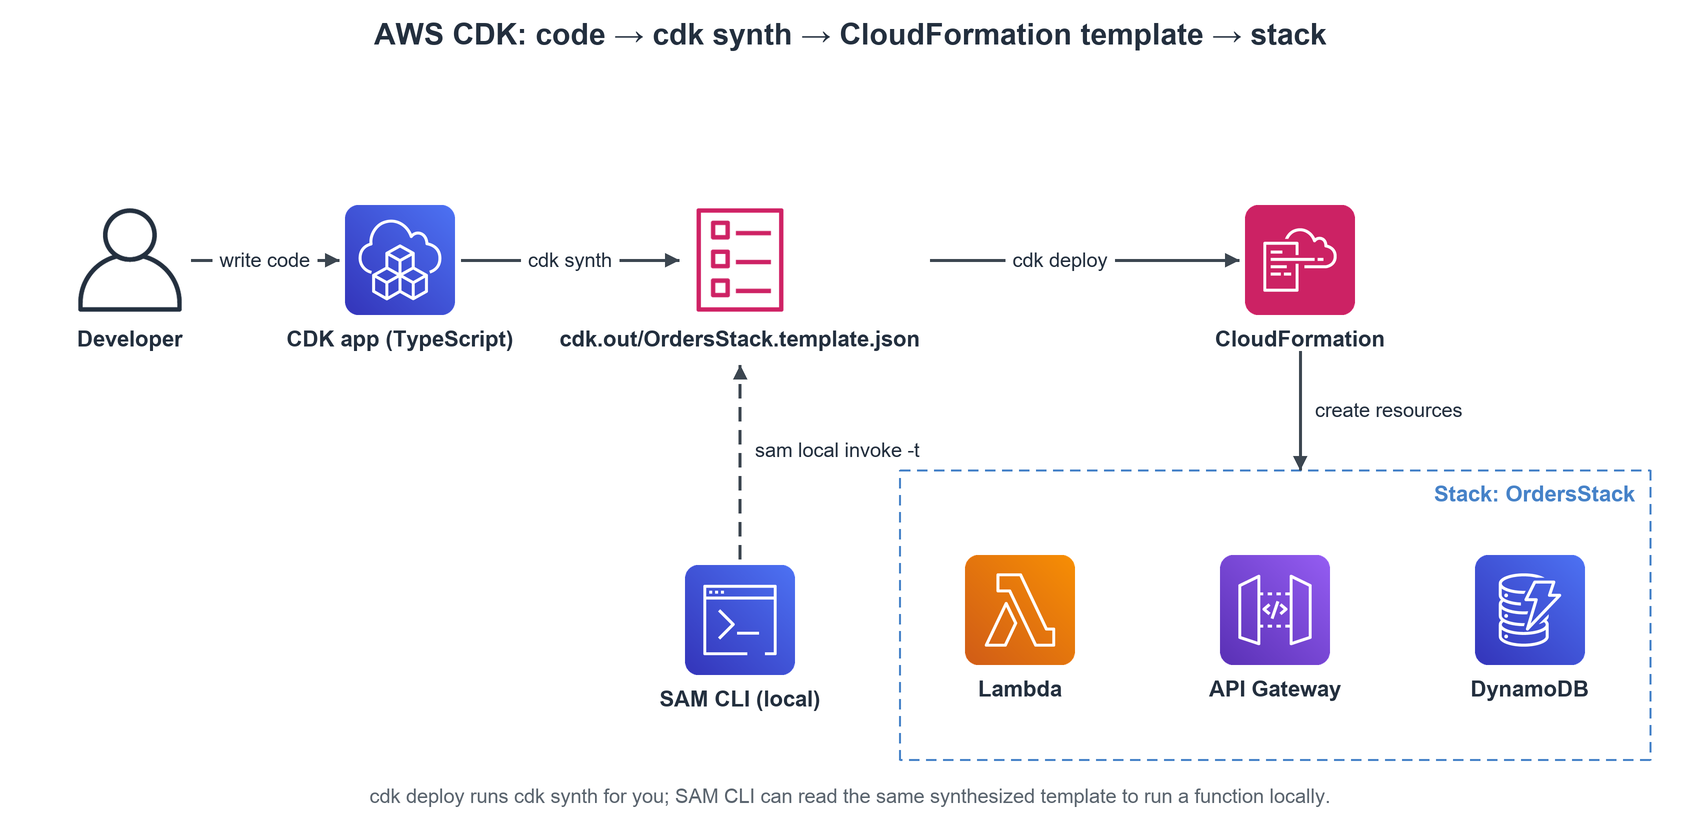 AWS CDK: code → cdk synth → CloudFormation template → stack
write code
cdk synth
cdk deploy
Developer
CDK app (TypeScript)
cdk.out/OrdersStack.template.json
CloudFormation
create resources
sam local invoke -t
Stack: OrdersStack
</>
SAM CLI (local)
Lambda
API Gateway
DynamoDB
cdk deploy runs cdk synth for you; SAM CLI can read the same synthesized template to run a function locally.